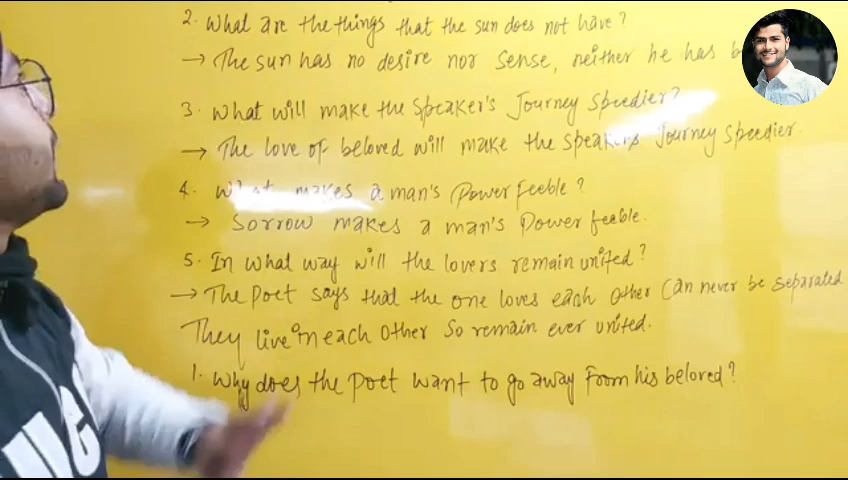 2. What are the things that the sun does not have?
→ The sun has no desire nor sense, neither he has
3. What will make the speaker's Journey speedier?
→ The love of beloved will make the speakers Journey speedier.
4. What makes a man's Power feeble?
→ Sorrow makes a man's power feeble.
5. In what way will the lovers remain united?
→ The Poet says that the one loves each other can never be separated
They live in each other so remain ever united.
1. Why does the poet want to go away from his beloved?